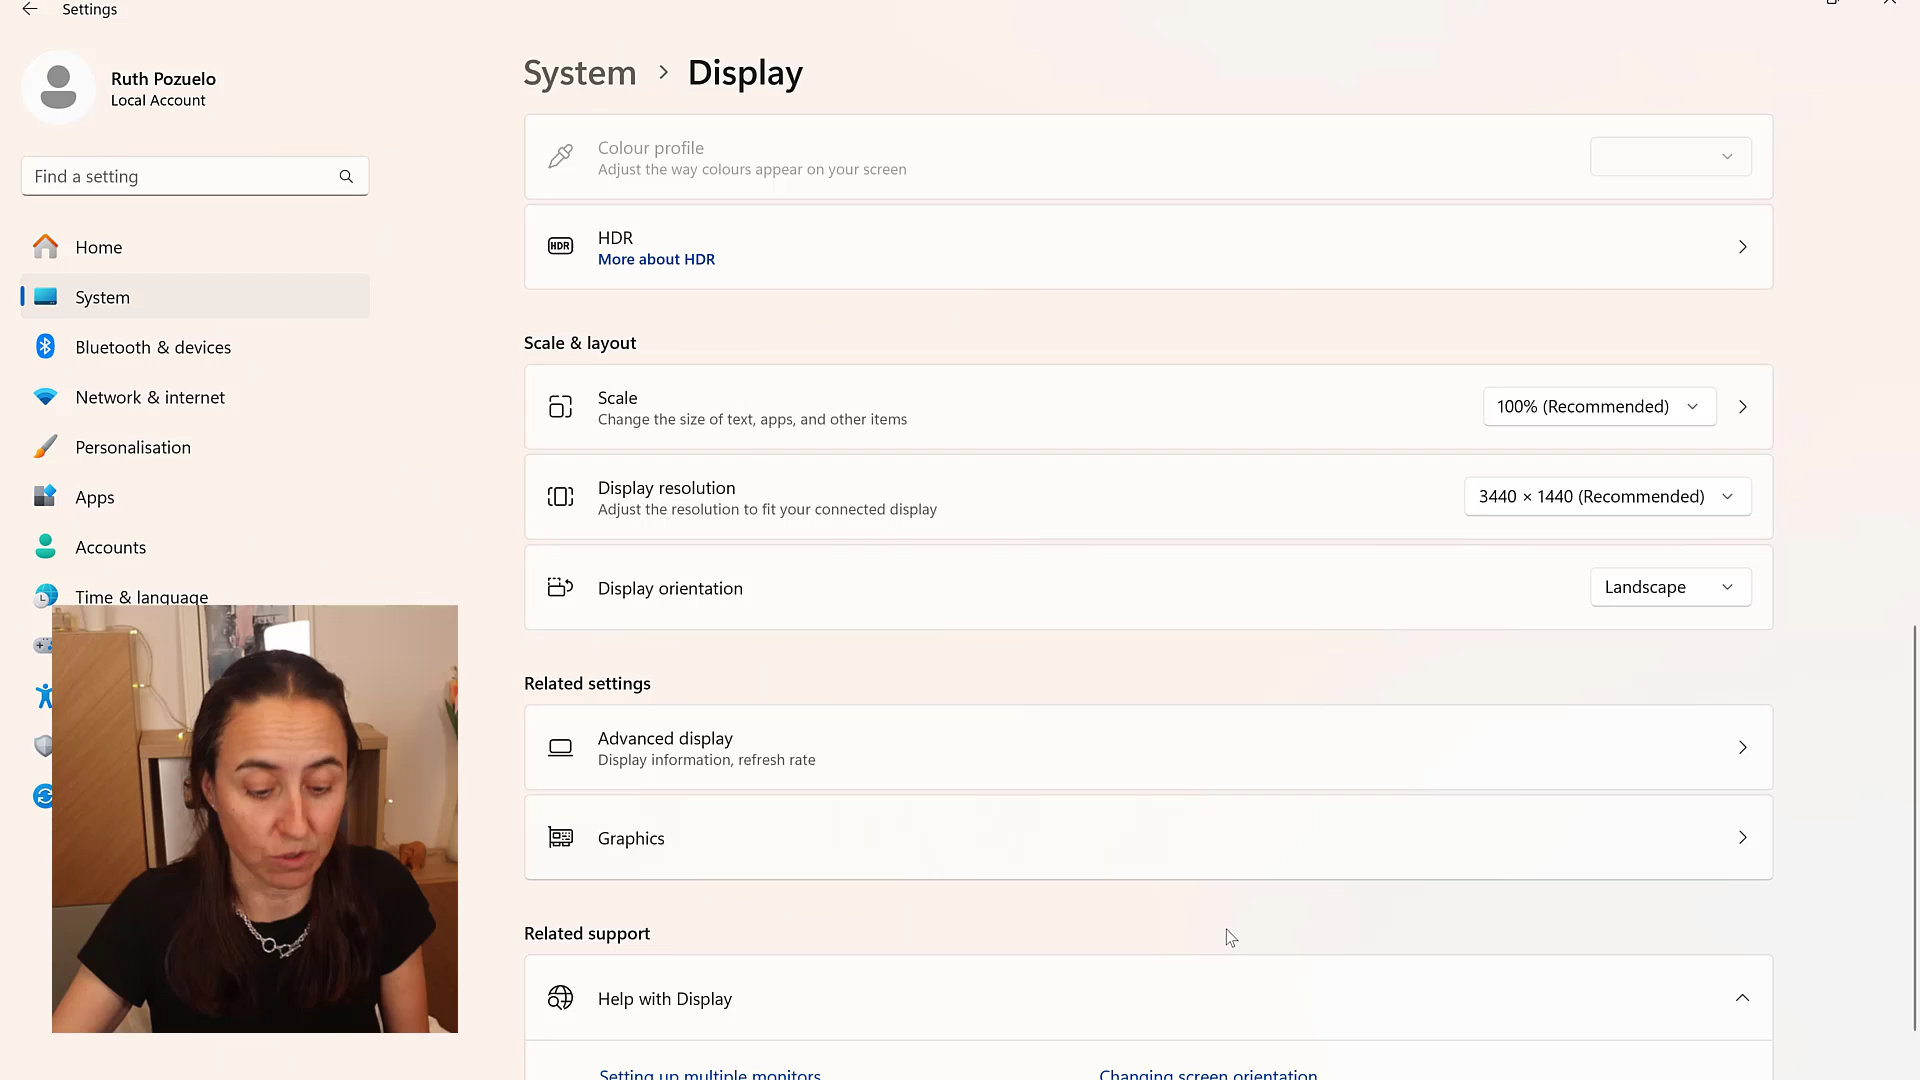 Settings
Ruth Pozuelo
Local Account
Find a setting
Home
System
Bluetooth & devices
Network & internet
Personalisation
Apps
Accounts
Time & language
System > Display
Colour profile
Adjust the way colours appear on your screen
HDR
HDR
More about HDR
Scale & layout
Scale
Change the size of text, apps, and other items
100% (Recommended)
Display resolution
Adjust the resolution to fit your connected display
3440 × 1440 (Recommended)
Display orientation
Landscape
Related settings
Advanced display
Display information, refresh rate
Graphics
Related support
Help with Display
Setting up multiple monitors
Changing screen orientation